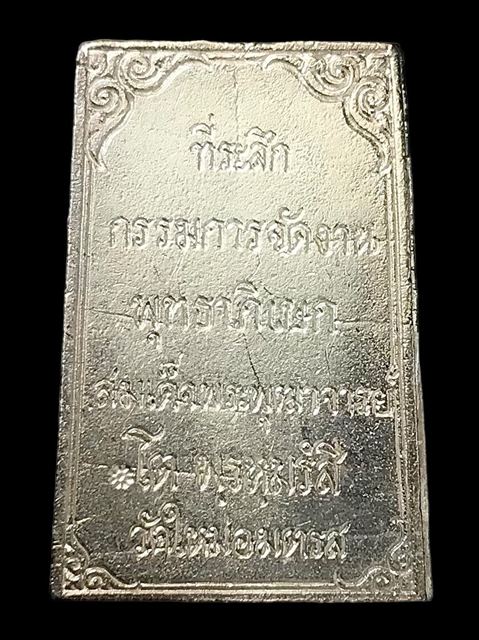 ที่ระลึก
กรรมการจัดงาน
พุทธาภิเษก
สมเด็จพระพุฒาจารย์
โต พรหมรังสี
วัดใหม่อมตรส